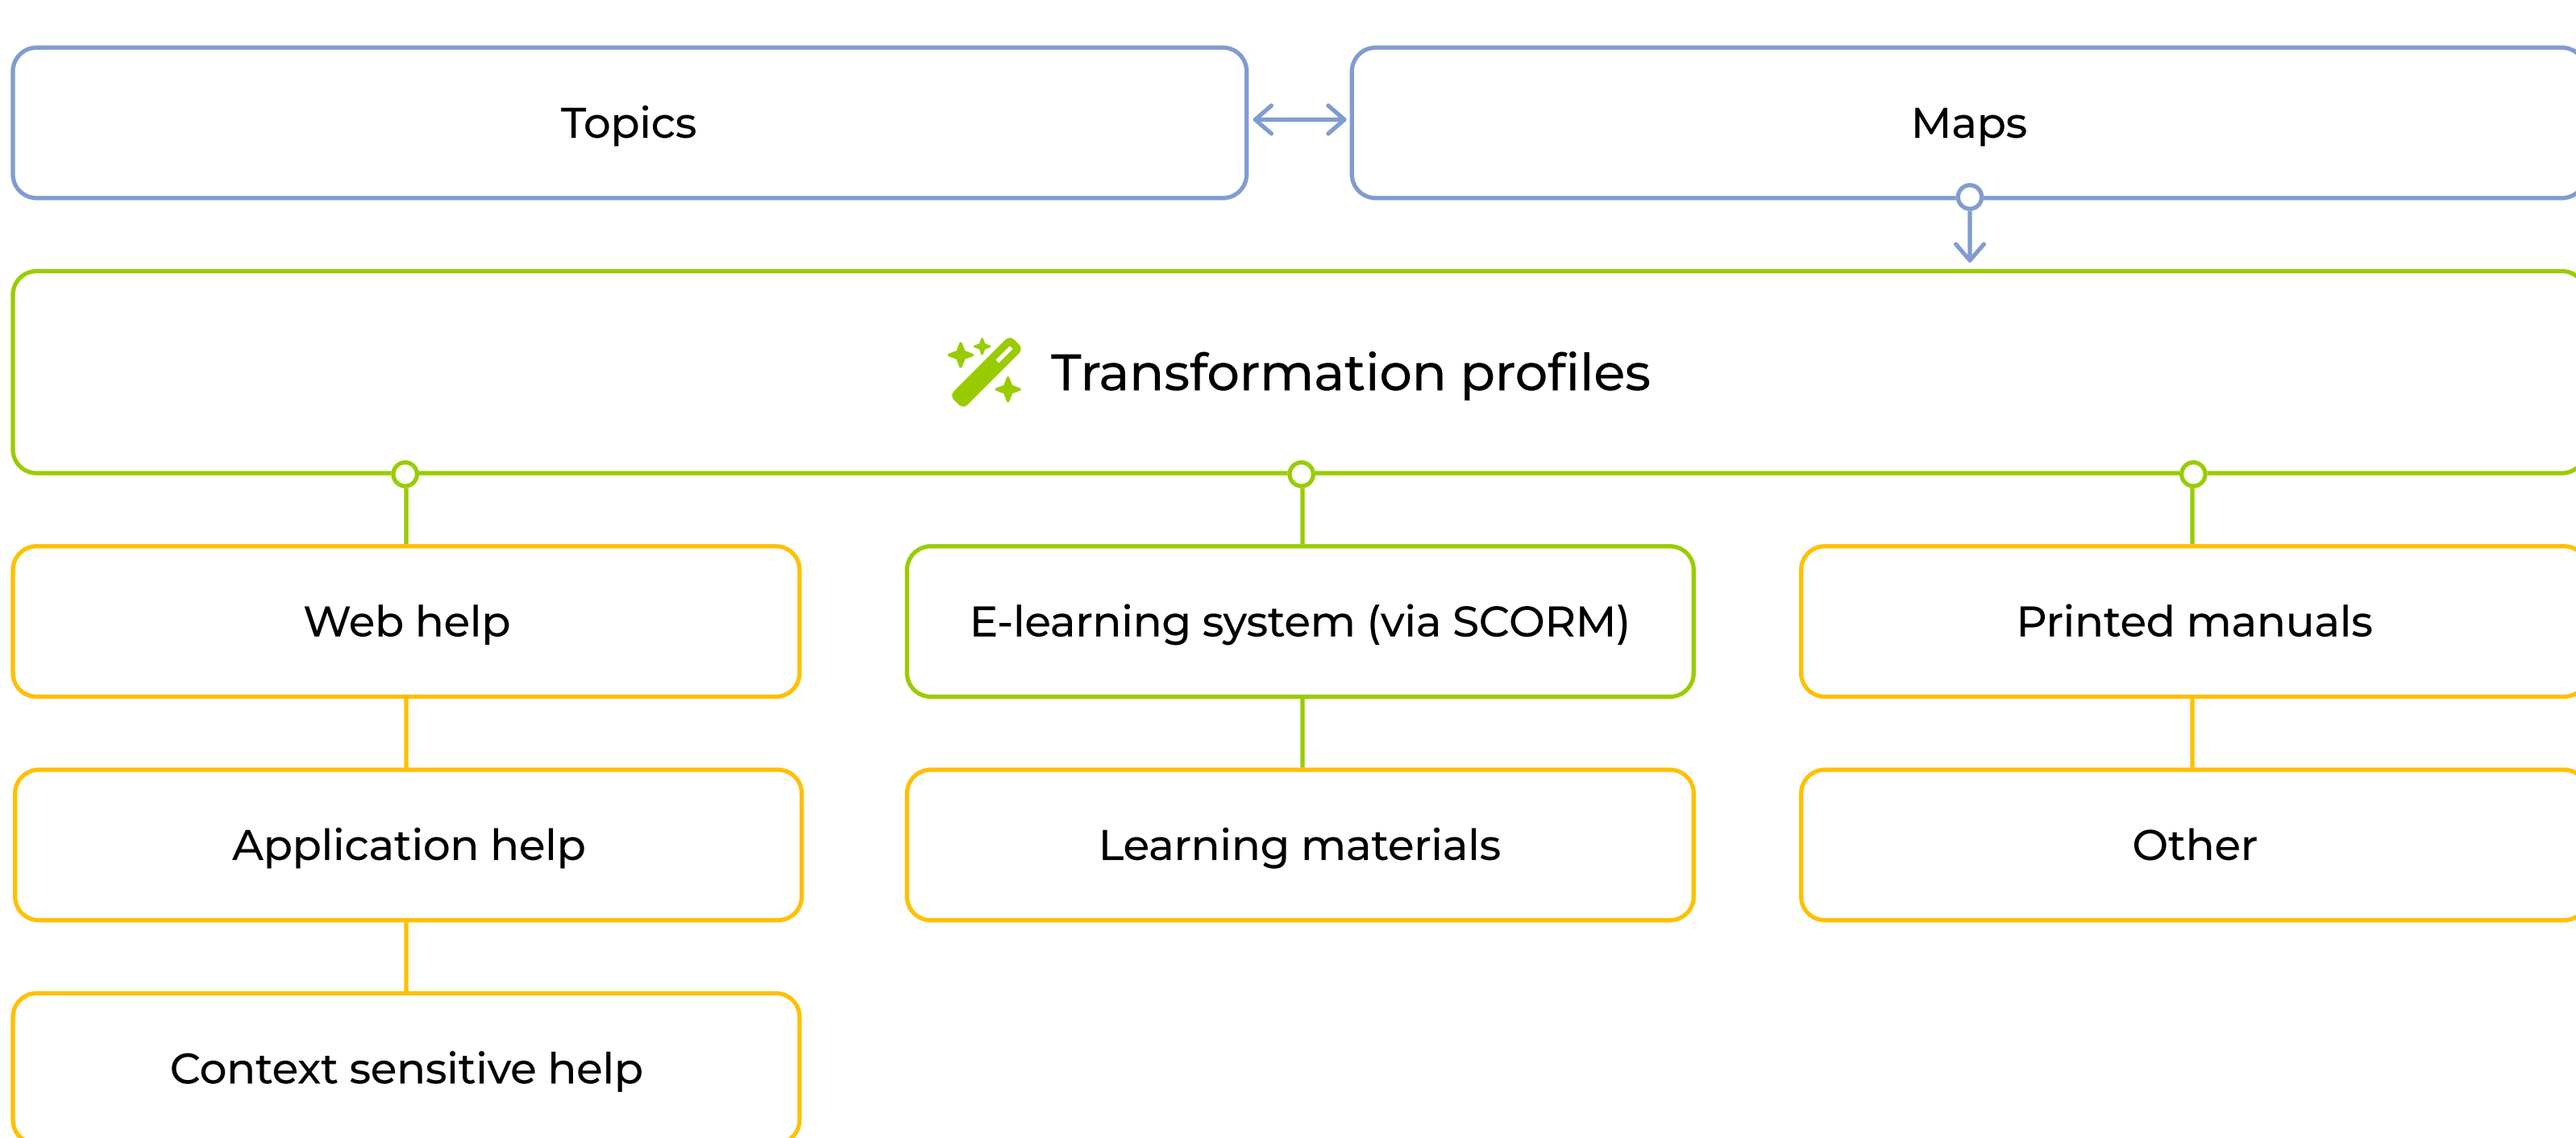 Topics
Maps
Transformation profiles
Web help
E-learning system (via SCORM)
Printed manuals
Application help
Learning materials
Other
Context sensitive help